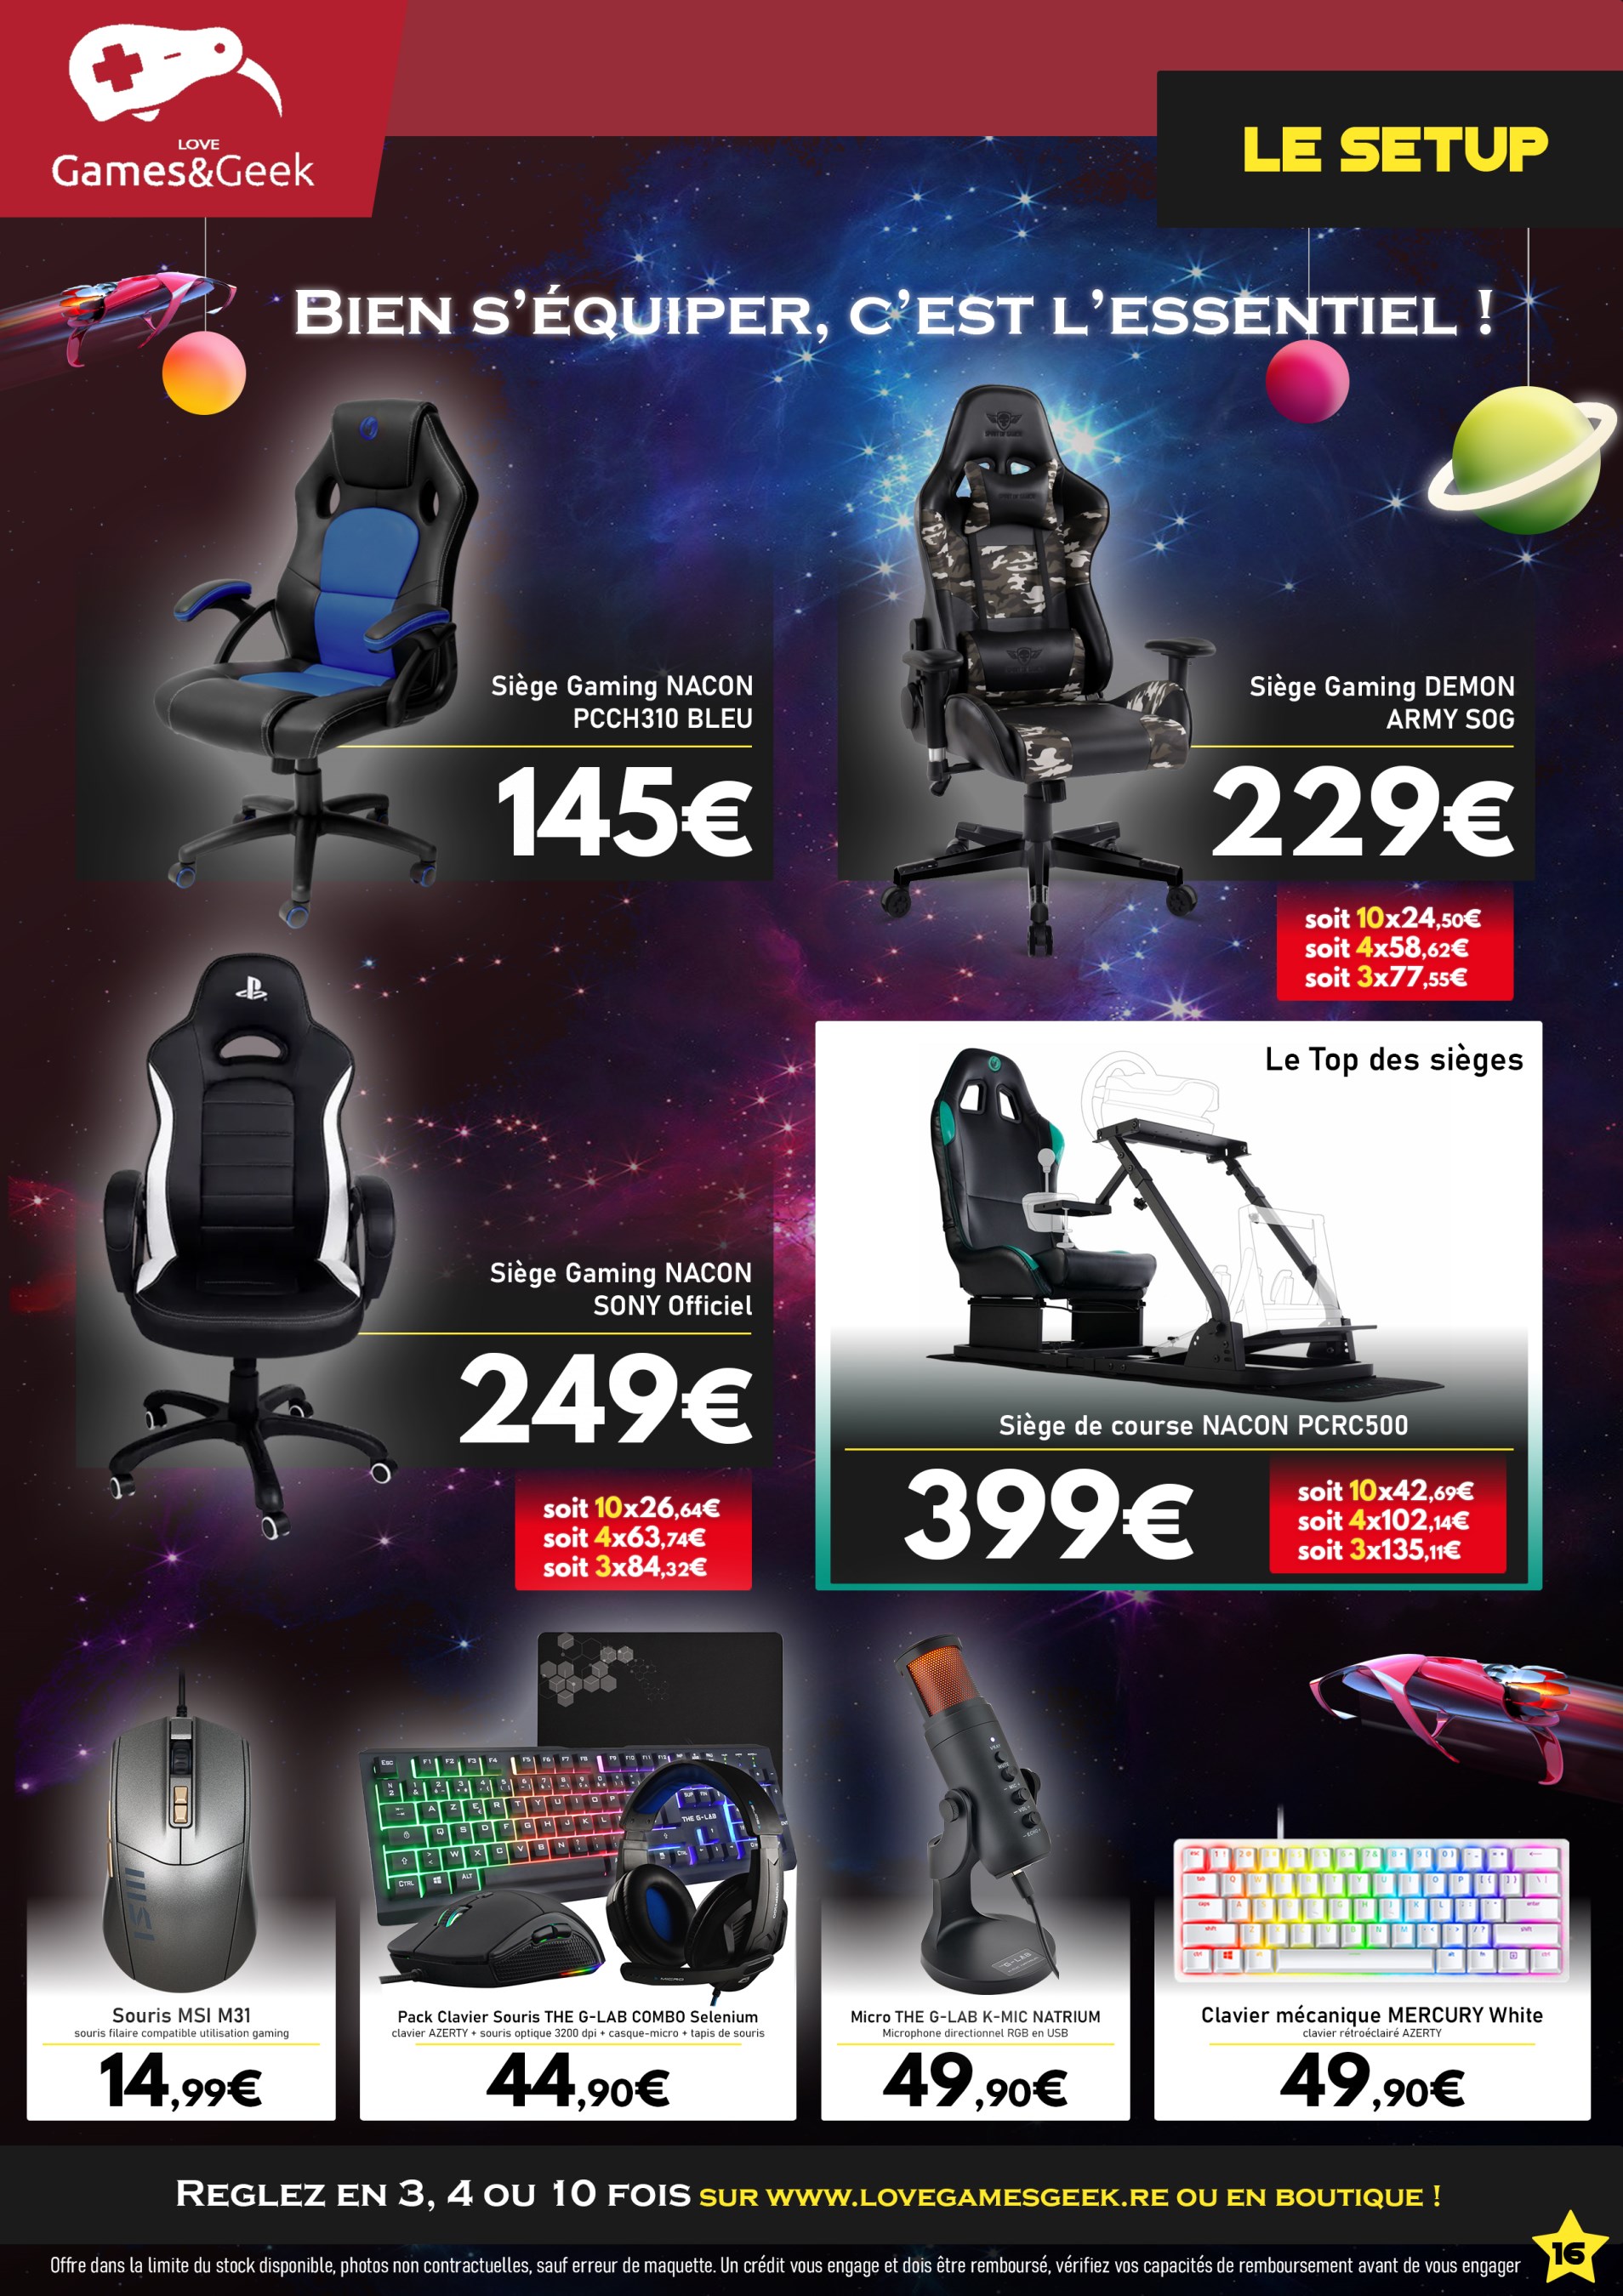 LOVE
Games&Geek
LE SETUP
BIEN S'ÉQUIPER, C'EST L'ESSENTIEL !
Siège Gaming NACON
PCCH310 BLEU
145€
Siège Gaming DEMON
ARMY SOG
229€
soit 10x24,50€
soit 4x58,62€
soit 3x77,55€
Siège Gaming NACON
SONY Officiel
249€
soit 10x26,64€
soit 4x63,74€
soit 3x84,32€
Le Top des sièges
Siège de course NACON PCRC500
399€
soit 10x42,69€
soit 4x102,14€
soit 3x135,11€
msi
THE G-LAB
MICRO
G-LAB
Souris MSI M31
souris filaire compatible utilisation gaming
14,99€
Pack Clavier Souris THE G-LAB COMBO Selenium
clavier AZERTY + souris optique 3200 dpi + casque-micro + tapis de souris
44,90€
Micro THE G-LAB K-MIC NATRIUM
Microphone directionnel RGB en USB
49,90€
Clavier mécanique MERCURY White
clavier rétroéclairé AZERTY
49,90€
REGLEZ EN 3, 4 OU 10 FOIS SUR WWW.LOVEGAMESGEEK.RE OU EN BOUTIQUE !
Offre dans la limite du stock disponible, photos non contractuelles, sauf erreur de maquette. Un crédit vous engage et dois être remboursé, vérifiez vos capacités de remboursement avant de vous engager
16